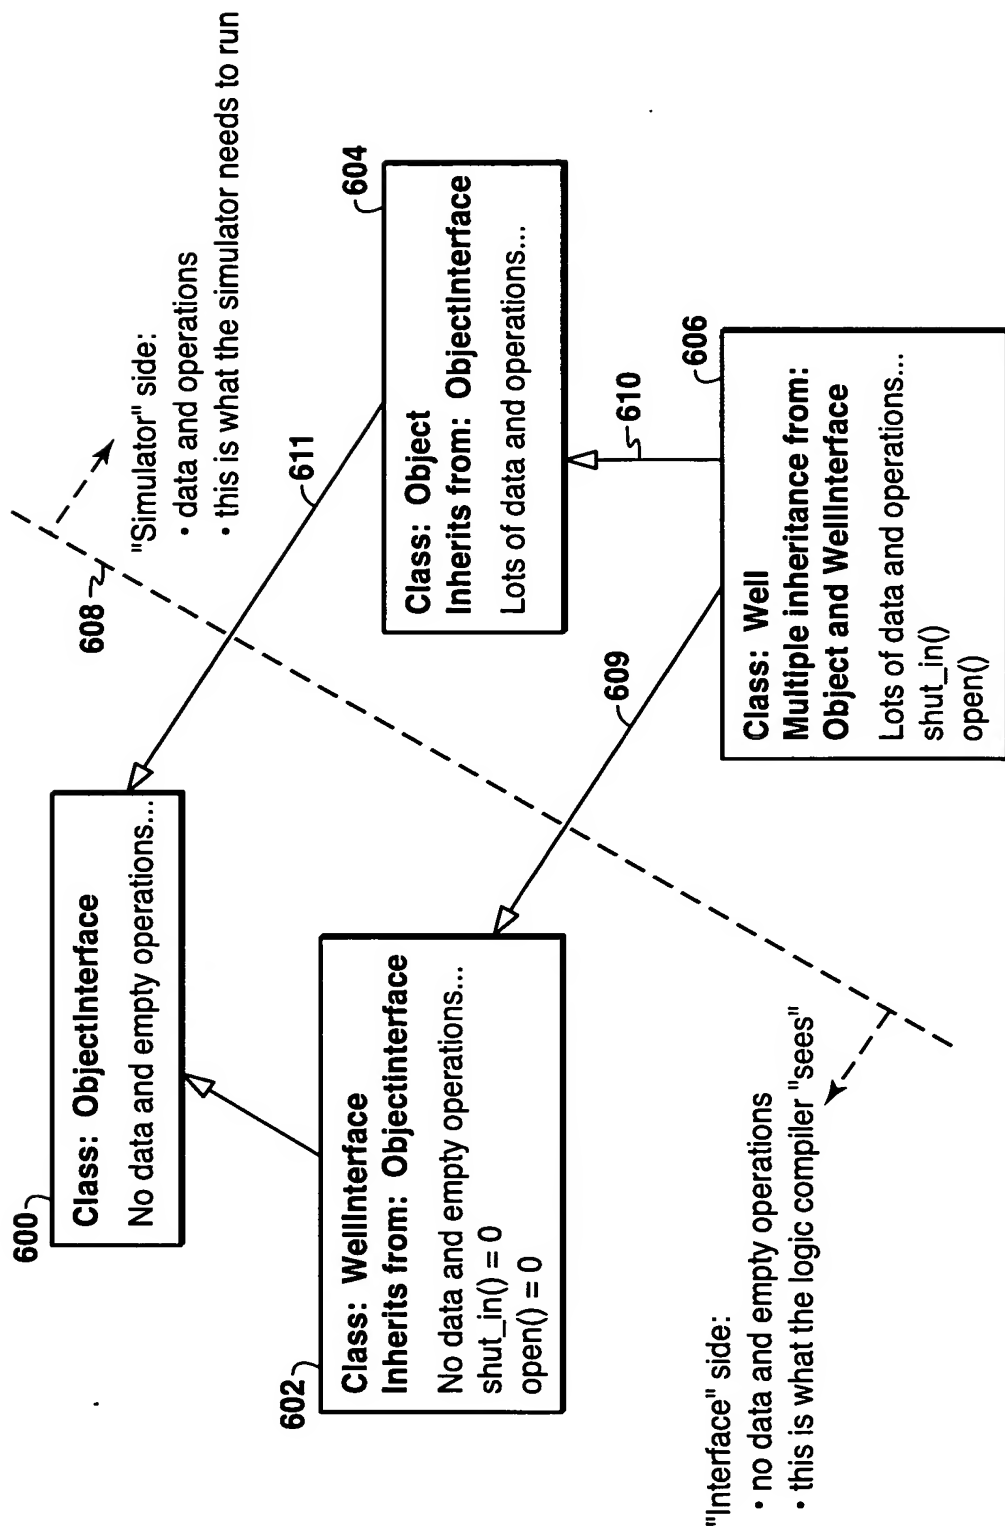 600
Class: ObjectInterface
No data and empty operations...
608
"Simulator" side:
• data and operations
• this is what the simulator needs to run
611
602
Class: WellInterface
Inherits from: Objectinterface
No data and empty operations...
shut_in() = 0
open() = 0
604
Class: Object
Inherits from: ObjectInterface
Lots of data and operations...
609
610
606
Class: Well
Multiple inheritance from:
Object and WellInterface
Lots of data and operations...
shut_in()
open()
"Interface" side:
• no data and empty operations
• this is what the logic compiler "sees"